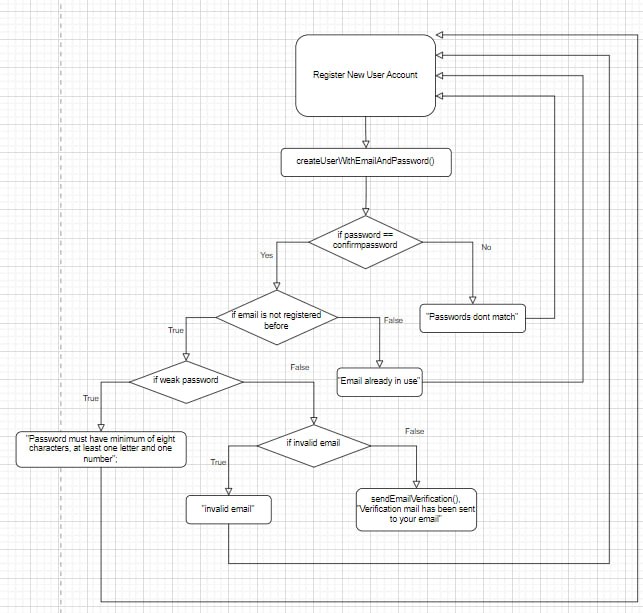 Register New User Account
createUserWithEmailAndPassword()
if password ==
confirmpassword
Yes
No
if email is not registered
before
"Passwords dont match"
True
False
if weak password
"Email already in use"
True
False
"Password must have minimum of eight
characters, at least one letter and one
number";
if invalid email
True
False
"invalid email"
sendEmailVerification(),
"Verification mail has been sent
to your email"